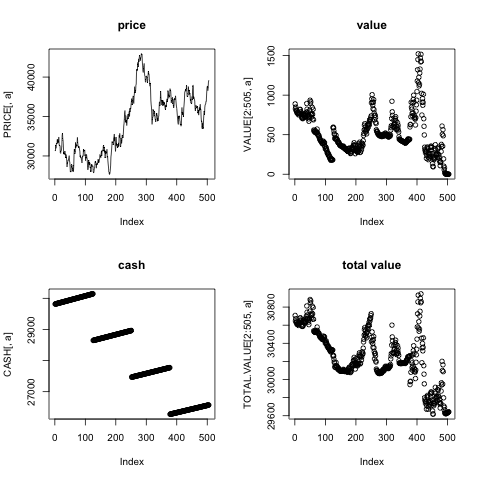 price
PRICE[, a]
30000 35000 40000
0 100 200 300 400 500
Index
value
VALUE[2:505, a]
0 500 1000 1500
0 100 200 300 400 500
Index
cash
CASH[, a]
27000 29000
0 100 200 300 400 500
Index
total value
TOTAL.VALUE[2:505, a]
29600 30000 30400 30800
0 100 200 300 400 500
Index